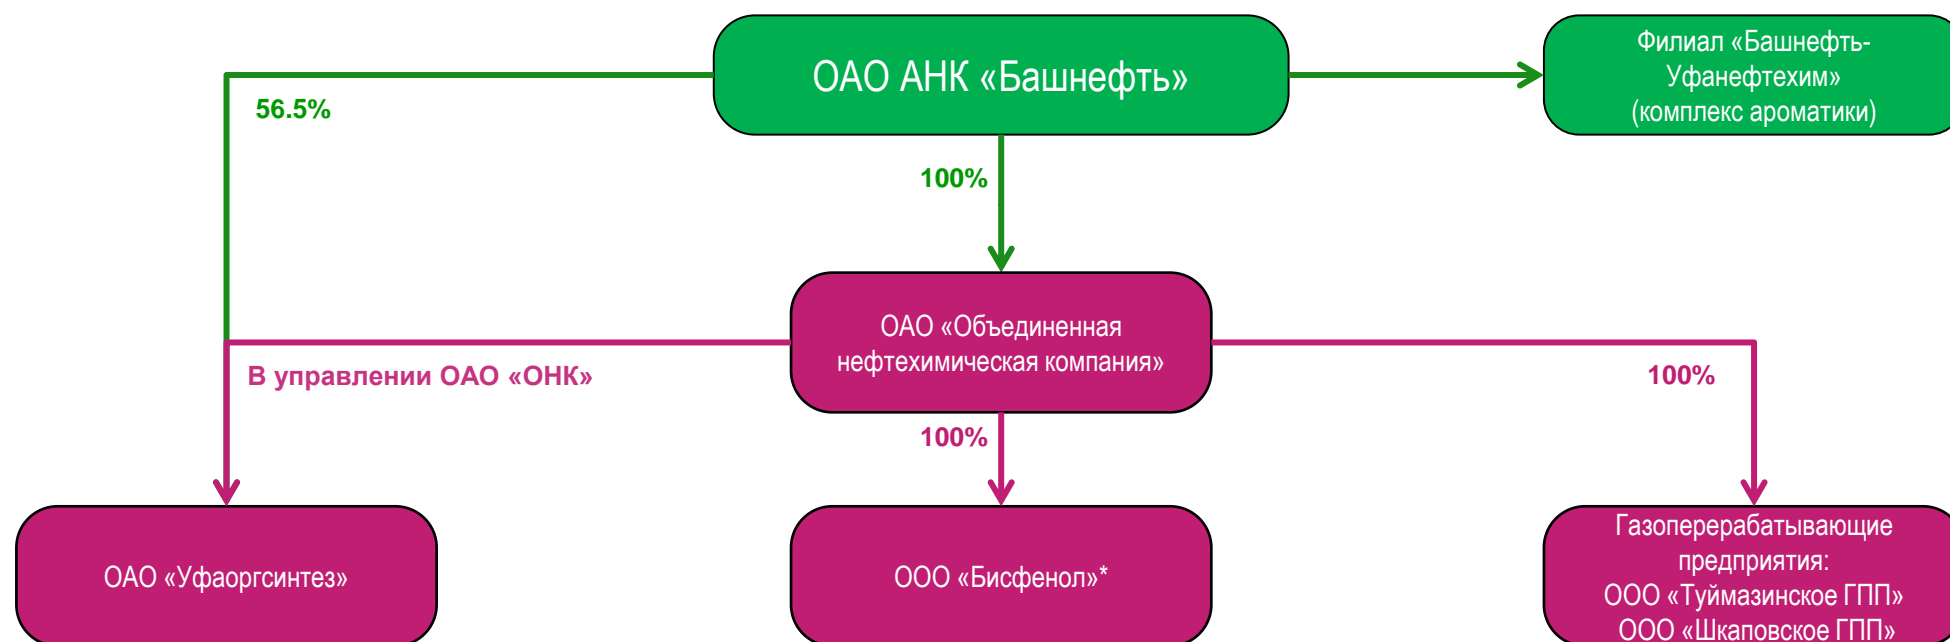 ОАО АНК «Башнефть»
Филиал «Башнефть-
Уфанефтехим»
(комплекс ароматики)
56.5%
100%
ОАО «Объединенная
нефтехимическая компания»
В управлении ОАО «ОНК»
100%
100%
ОАО «Уфаоргсинтез»
ООО «Бисфенол»*
Газоперерабатывающие
предприятия:
ООО «Туймазинское ГПП»
ООО «Шкаповское ГПП»